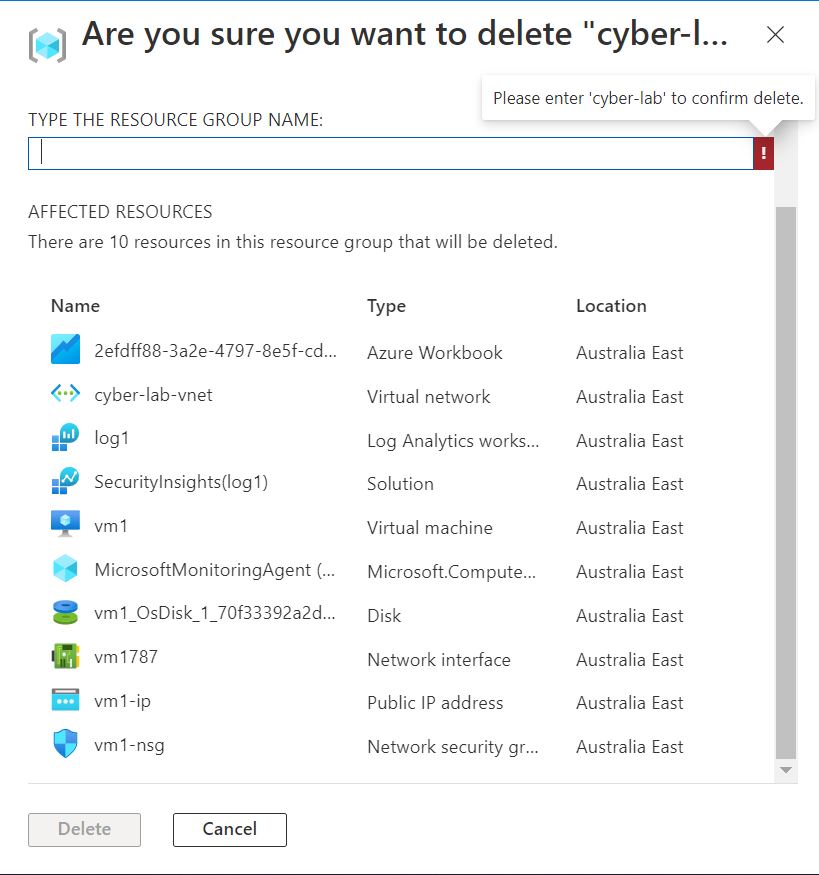 Are you sure you want to delete "cyber-l...
Please enter 'cyber-lab' to confirm delete.
TYPE THE RESOURCE GROUP NAME:
!
AFFECTED RESOURCES
There are 10 resources in this resource group that will be deleted.
Name Type Location
2efdff88-3a2e-4797-8e5f-cd... Azure Workbook Australia East
cyber-lab-vnet Virtual network Australia East
log1 Log Analytics works... Australia East
SecurityInsights(log1) Solution Australia East
vm1 Virtual machine Australia East
MicrosoftMonitoringAgent (... Microsoft.Compute... Australia East
vm1_OsDisk_1_70f33392a2d... Disk Australia East
vm1787 Network interface Australia East
vm1-ip Public IP address Australia East
vm1-nsg Network security gr... Australia East
Delete Cancel